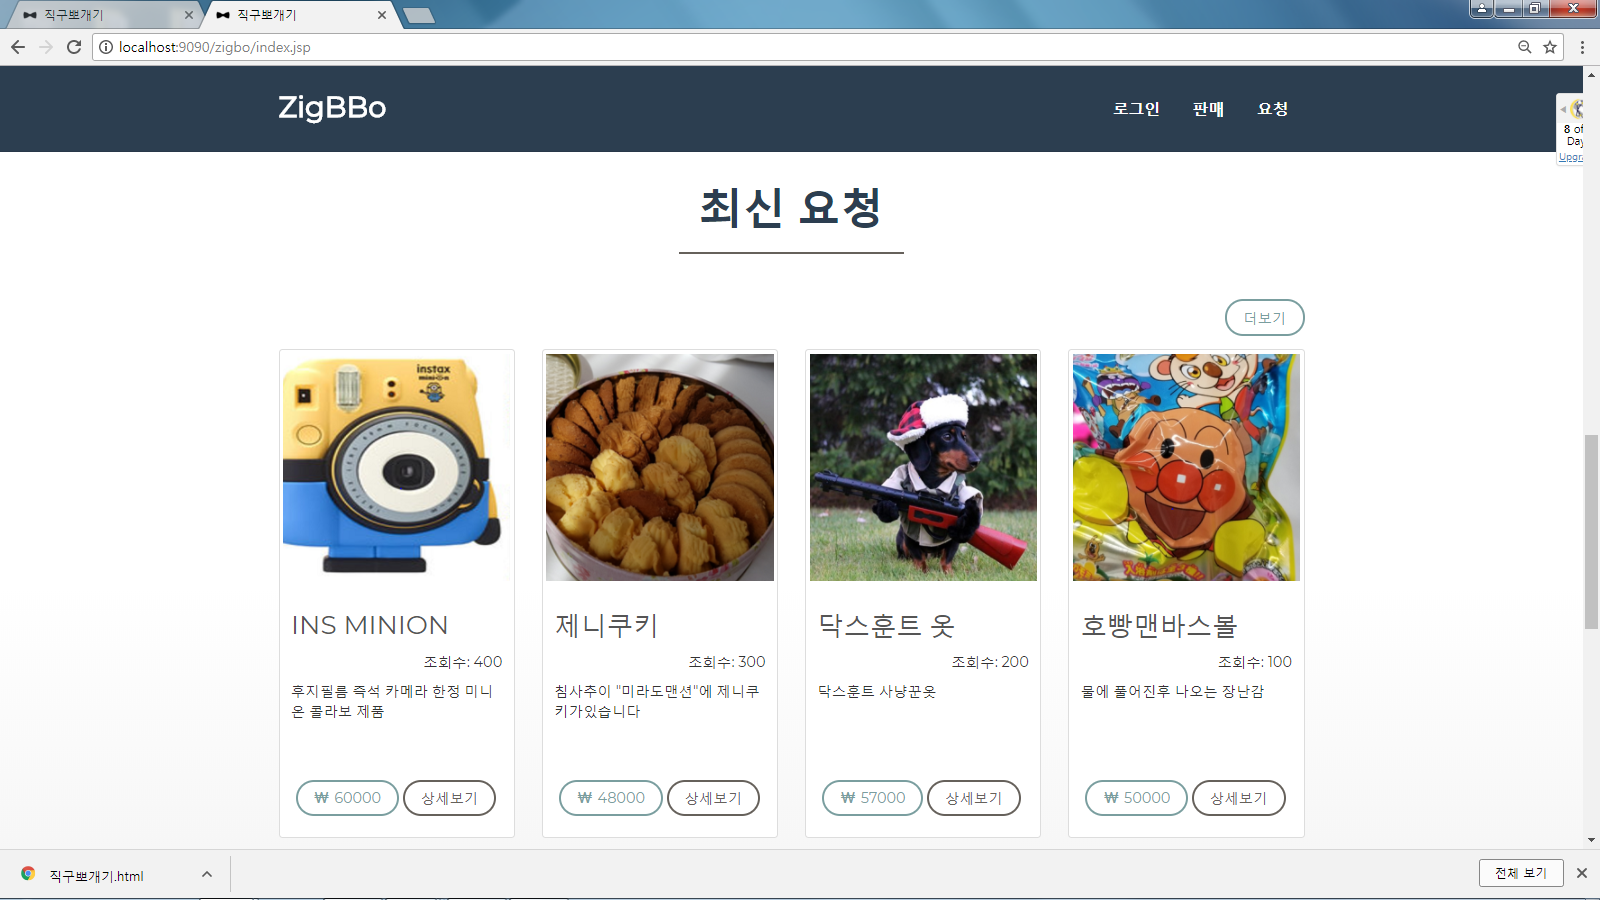 직구뽀개기
직구뽀개기
localhost:9090/zigbo/index.jsp
ZigBBo
로그인 판매 요청
8 of
Day
Upgra
최신 요청
더보기
instax
INS MINION
조회수: 400
후지필름 즉석 카메라 한정 미니
온 콜라보 제품
₩ 60000 상세보기
제니쿠키
조회수: 300
침사추이 "미라도맨션"에 제니쿠
키가있습니다
₩ 48000 상세보기
닥스훈트 옷
조회수: 200
닥스훈트 사냥꾼옷
₩ 57000 상세보기
호빵맨바스볼
조회수: 100
물에 풀어진후 나오는 장난감
₩ 50000 상세보기
직구뽀개기.html
전체 보기